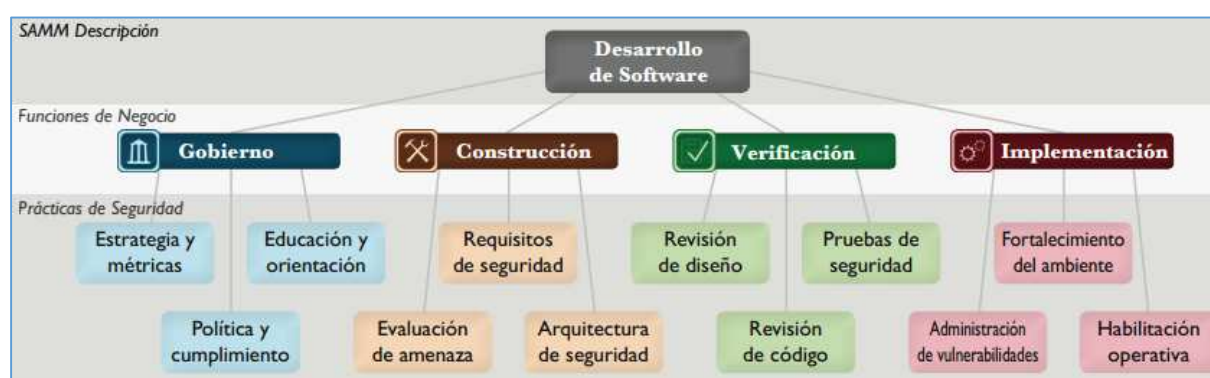 SAMM Descripción
Desarrollo
de Software
Funciones de Negocio
Gobierno
Construcción
Verificación
Implementación
Prácticas de Seguridad
Estrategia y
métricas
Educación y
orientación
Requisitos
de seguridad
Revisión
de diseño
Pruebas de
seguridad
Fortalecimiento
del ambiente
Política y
cumplimiento
Evaluación
de amenaza
Arquitectura
de seguridad
Revisión
de código
Administración
de vulnerabilidades
Habilitación
operativa